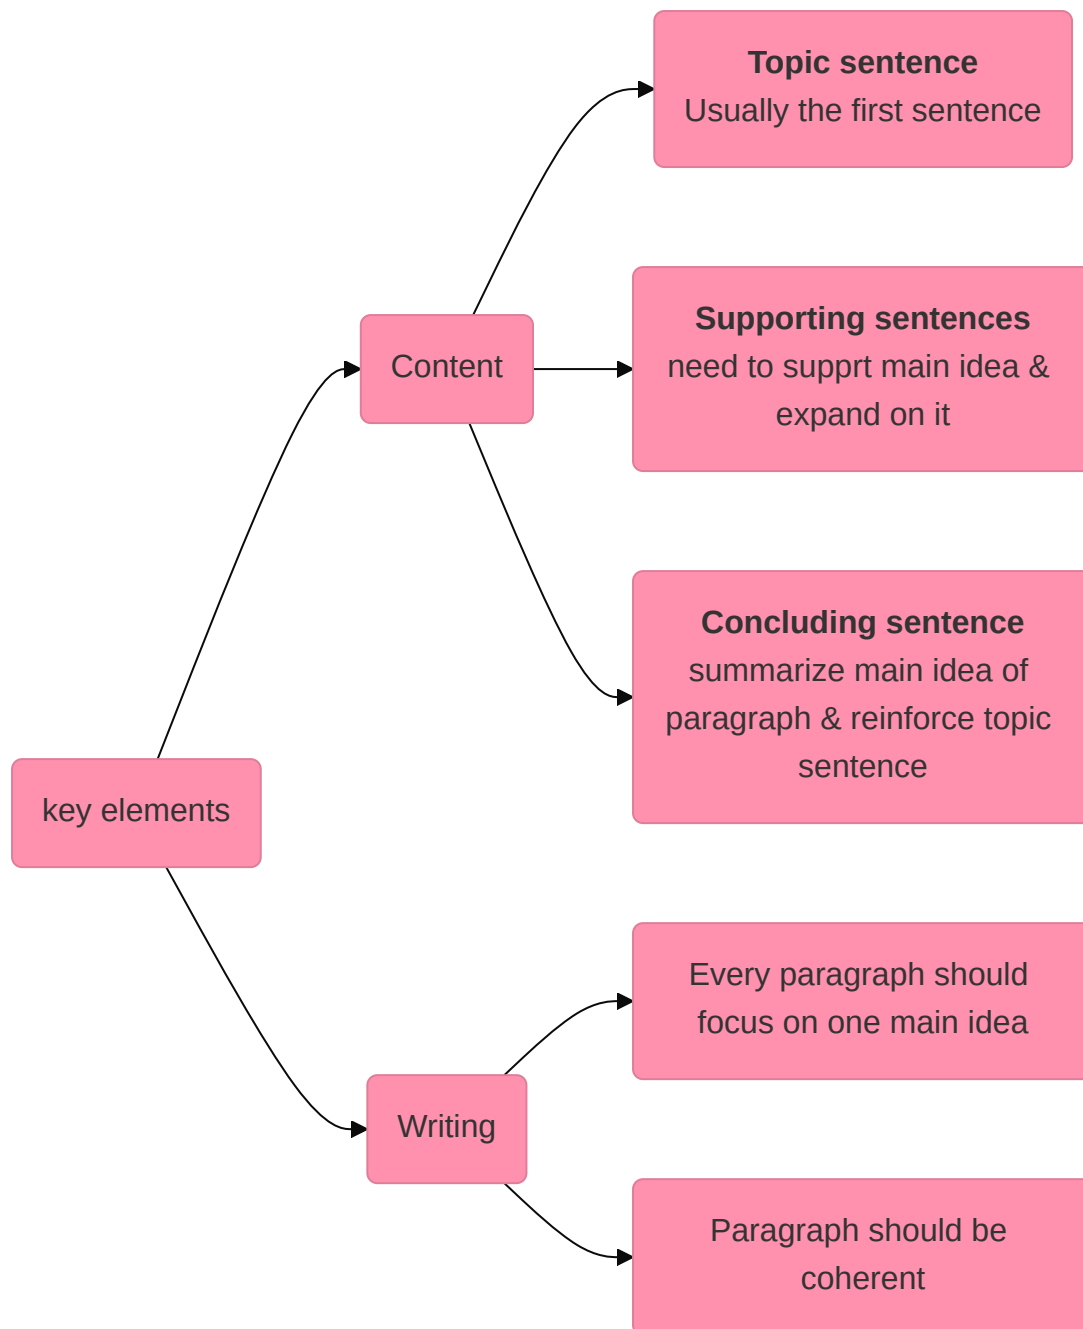 Topic sentence
Usually the first sentence
Supporting sentences
need to supprt main idea &
expand on it
Content
Concluding sentence
summarize main idea of
paragraph & reinforce topic
sentence
key elements
Every paragraph should
focus on one main idea
Writing
Paragraph should be
coherent